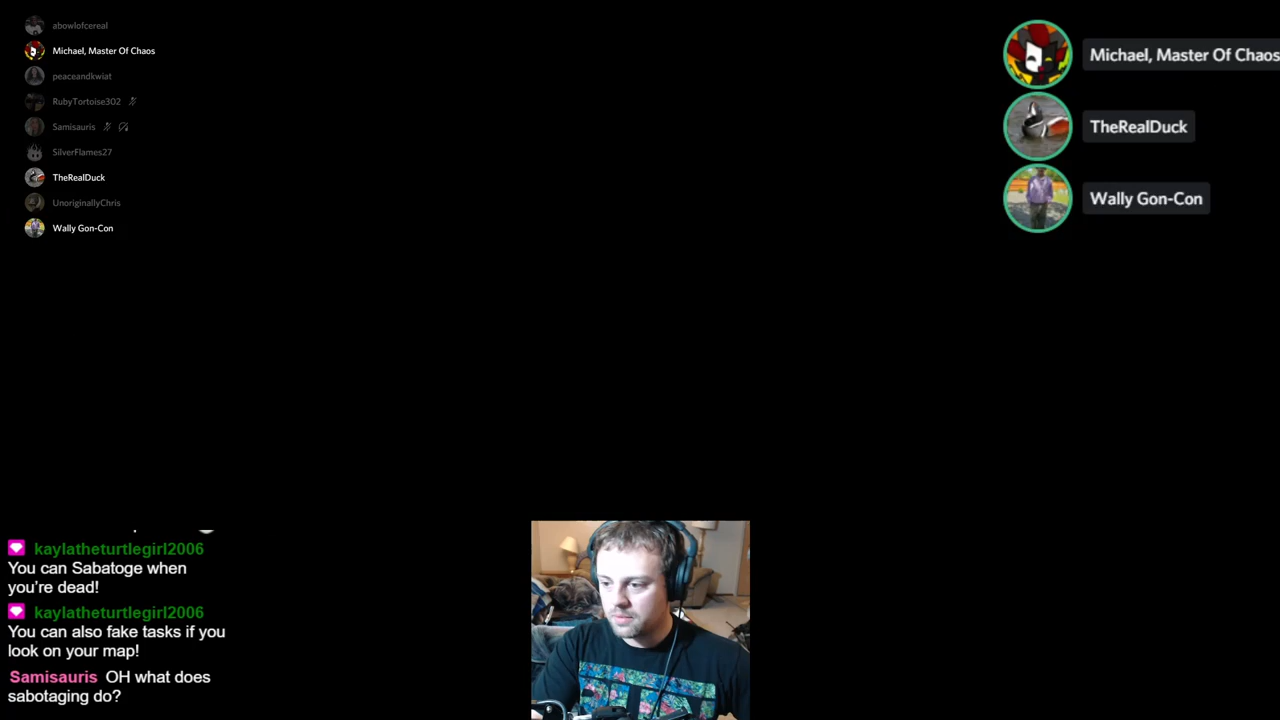 abowlofcereal
Michael, Master Of Chaos
peaceandkwiat
RubyTortoise302
Samisauris
SilverFlames27
TheRealDuck
UnoriginallyChris
Wally Gon-Con
Michael, Master Of Chaos
TheRealDuck
Wally Gon-Con
kaylatheturtlegirl2006
You can Sabatoge when
you're dead!
kaylatheturtlegirl2006
You can also fake tasks if you
look on your map!
Samisauris OH what does
sabotaging do?